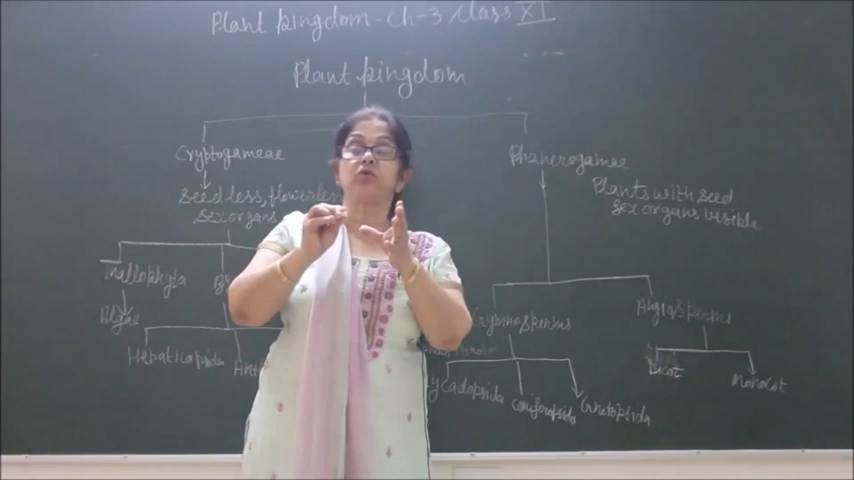 Plant kingdom - ch-3 class XI
Plant kingdom
Cryptogameae
Phanerogamae
Seedless, flowerless
Sex organs
Plants with seed
Sex organs visible
Thallophyta
Algae
Hepaticopsida
Gymnosperms
Angiosperms
Dicot
Monocot
Cycadopsida
Coniferopsida
Gnetopsida